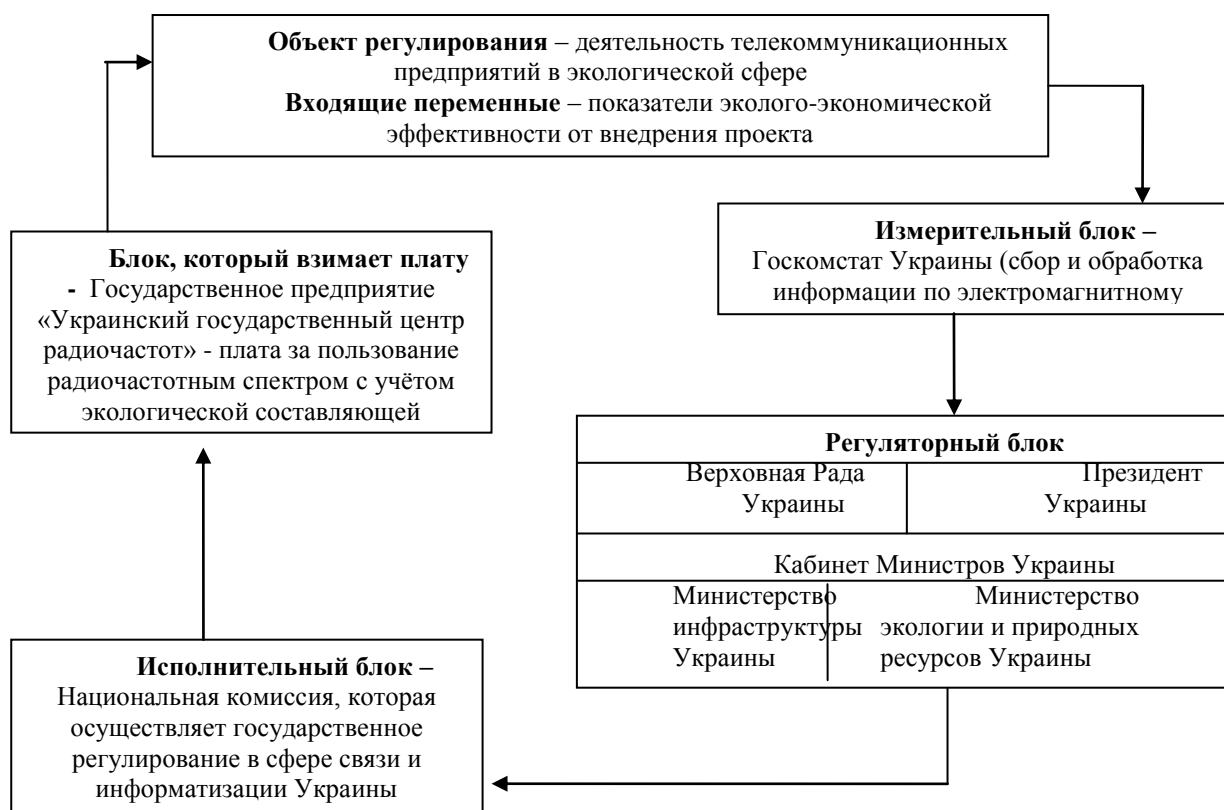 Объект регулирования – деятельность телекоммуникационных
предприятий в экологической сфере
Входящие переменные – показатели эколого-экономической
эффективности от внедрения проекта
Измерительный блок –
Госкомстат Украины (сбор и обработка
информации по электромагнитному
Блок, который взимает плату
- Государственное предприятие
«Украинский государственный центр
радиочастот» - плата за пользование
радиочастотным спектром с учётом
экологической составляющей
Регуляторный блок
Верховная Рада
Украины
Президент
Украины
Кабинет Министров Украины
Министерство
инфраструктуры
Украины
Министерство
экологии и природных
ресурсов Украины
Исполнительный блок –
Национальная комиссия, которая
осуществляет государственное
регулирование в сфере связи и
информатизации Украины